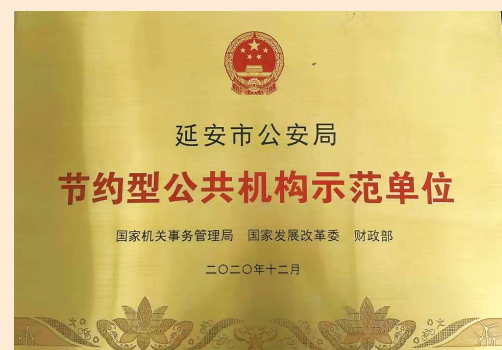 延安市公安局
节约型公共机构示范单位
国家机关事务管理局 国家发展改革委 财政部
二〇二〇年十二月